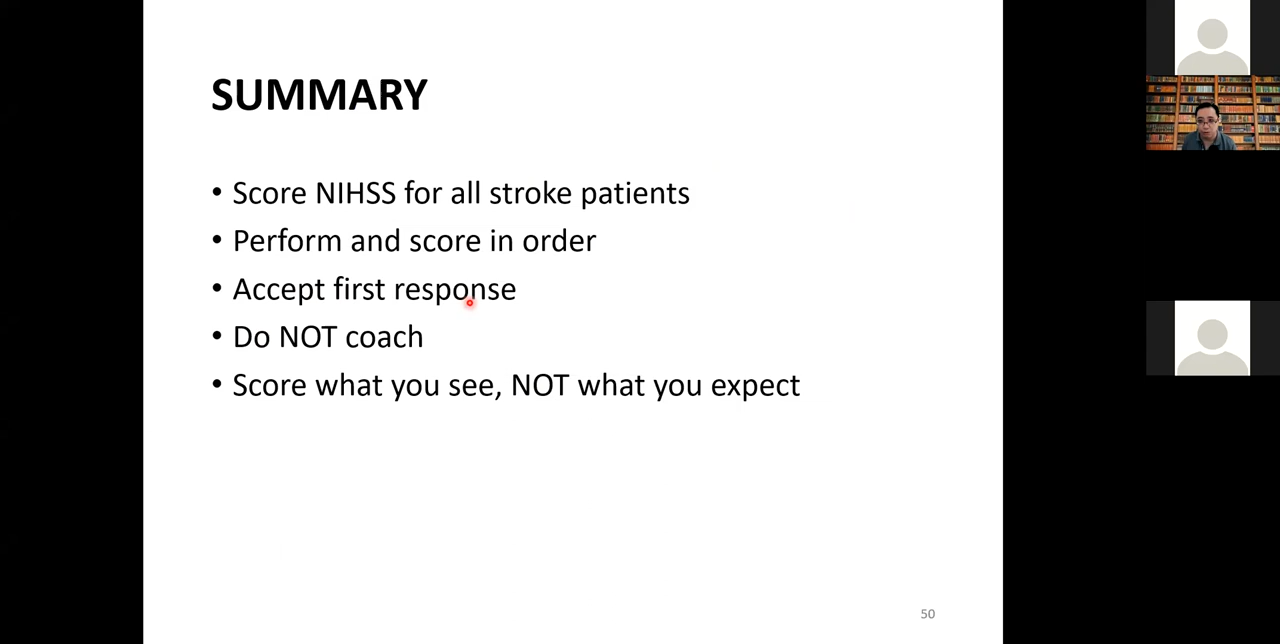 SUMMARY
• Score NIHSS for all stroke patients
• Perform and score in order
• Accept first response
• Do NOT coach
• Score what you see, NOT what you expect
50